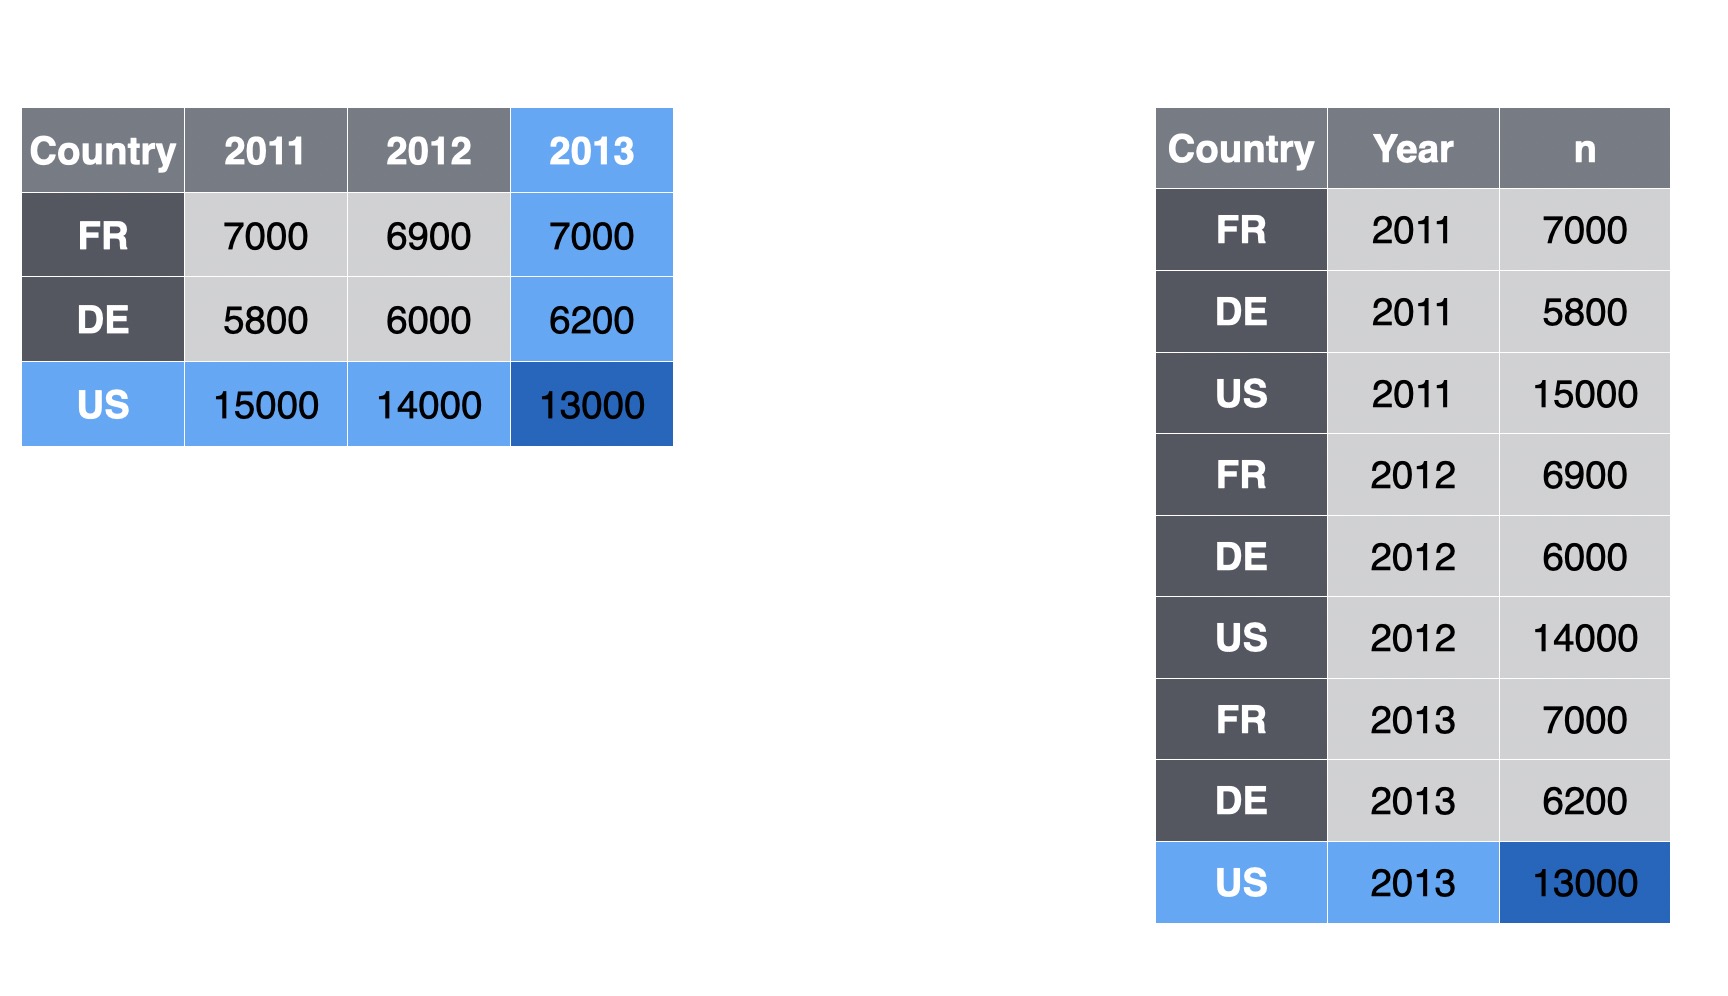 Country 2011 2012 2013
FR 7000 6900 7000
DE 5800 6000 6200
US 15000 14000 13000
Country Year n
FR 2011 7000
DE 2011 5800
US 2011 15000
FR 2012 6900
DE 2012 6000
US 2012 14000
FR 2013 7000
DE 2013 6200
US 2013 13000